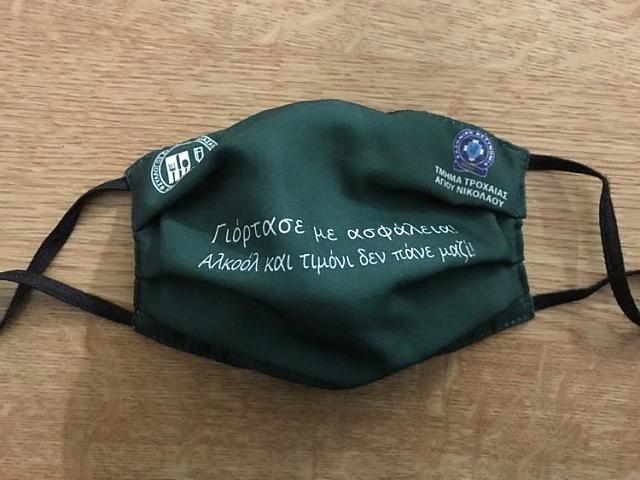 ΤΜΗΜΑ ΤΡΟΧΑΙΑΣ
ΑΓΙΟΥ ΝΙΚΟΛΑΟΥ
Γιόρτασε με ασφάλεια!
Αλκοόλ και τιμόνι δεν πάνε μαζί!